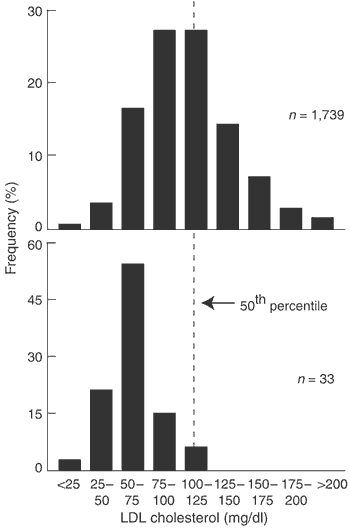 30
20
10
0
n = 1,739
Frequency (%)
60
45
30
15
0
50th percentile
n = 33
<25 25– 50– 75– 100– 125– 150– 175– >200
50 75 100 125 150 175 200
LDL cholesterol (mg/dl)